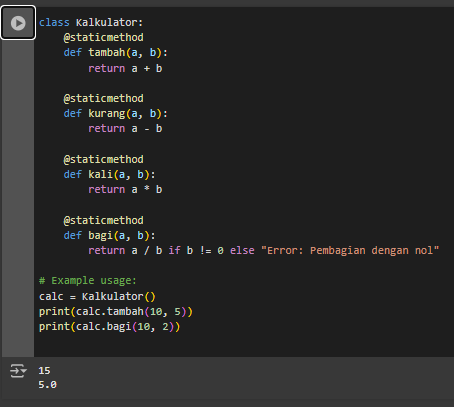 class Kalkulator:
    @staticmethod
    def tambah(a, b):
        return a + b

    @staticmethod
    def kurang(a, b):
        return a - b

    @staticmethod
    def kali(a, b):
        return a * b

    @staticmethod
    def bagi(a, b):
        return a / b if b != 0 else "Error: Pembagian dengan nol"

# Example usage:
calc = Kalkulator()
print(calc.tambah(10, 5))
print(calc.bagi(10, 2))
15
5.0